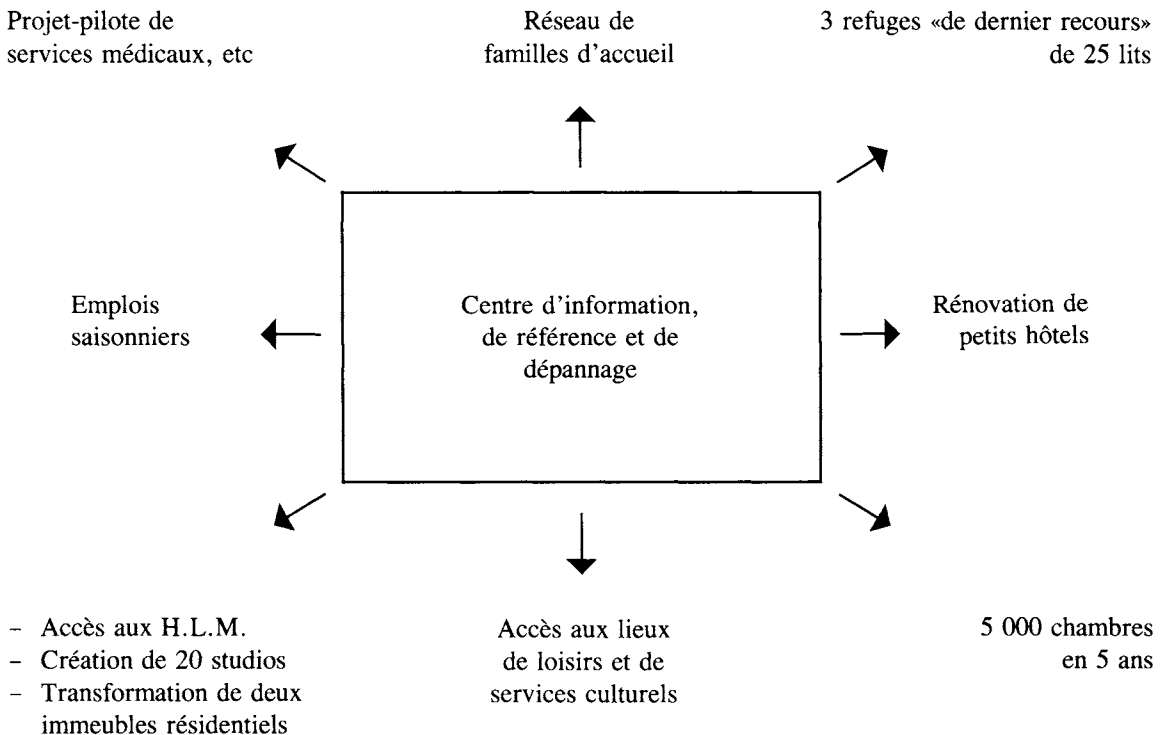 Projet-pilote de
services médicaux, etc
Réseau de
familles d'accueil
3 refuges «de dernier recours»
de 25 lits
Emplois
saisonniers
Centre d'information,
de référence et de
dépannage
Rénovation de
petits hôtels
– Accès aux H.L.M.
– Création de 20 studios
– Transformation de deux
immeubles résidentiels
Accès aux lieux
de loisirs et de
services culturels
5 000 chambres
en 5 ans